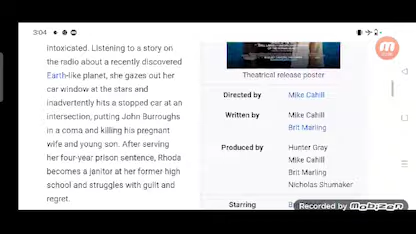 3:04
Intoxicated. Listening to a story on
the radio about a recently discovered
Earth-like planet, she gazes out her
car window at the stars and
inadvertently hits a stopped car at an
intersection, putting John Burroughs
in a coma and killing his pregnant
wife and young son. After serving
her four-year prison sentence, Rhoda
becomes a janitor at her former high
school and struggles with guilt and
regret.
Theatrical release poster
Directed by Mike Cahill
Written by Mike Cahill
Brit Marling
Produced by Hunter Gray
Mike Cahill
Brit Marling
Nicholas Shumaker
Starring
Recorded by Mobizen